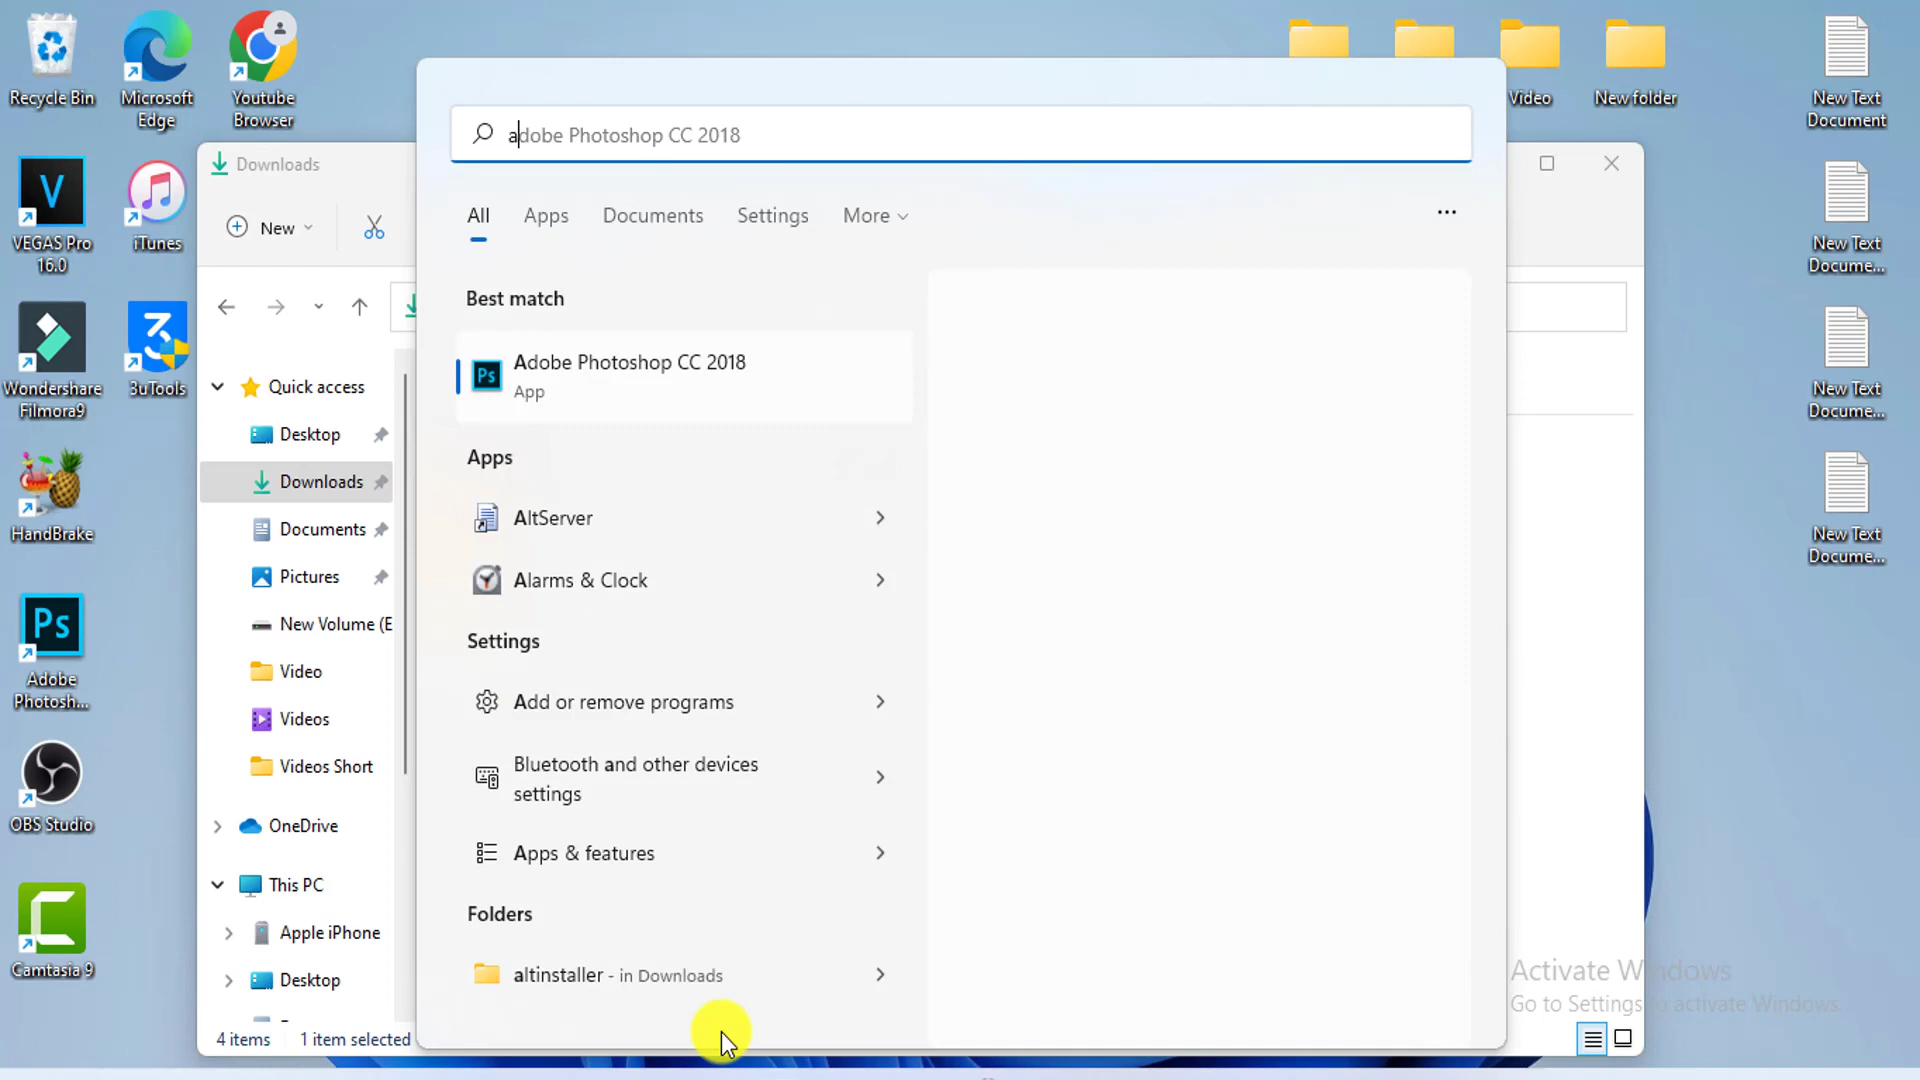 Recycle Bin
Microsoft
Edge
Youtube
Browser
VEGAS Pro
16.0
iTunes
Wondershare
Filmora9
3uTools
HandBrake
Adobe
Photosh...
OBS Studio
Camtasia 9
Downloads
New
Quick access
Desktop
Downloads
Documents
Pictures
New Volume (E
Video
Videos
Videos Short
OneDrive
This PC
Apple iPhone
Desktop
4 items
1 item selected
adobe Photoshop CC 2018
All
Apps
Documents
Settings
More
Best match
Adobe Photoshop CC 2018
App
Apps
AltServer
Alarms & Clock
Settings
Add or remove programs
Bluetooth and other devices
settings
Apps & features
Folders
altinstaller - in Downloads
Video
New folder
New Text
Document
New Text
Docume...
New Text
Docume...
New Text
Docume...
Activate Windows
Go to Settings to activate Windows.